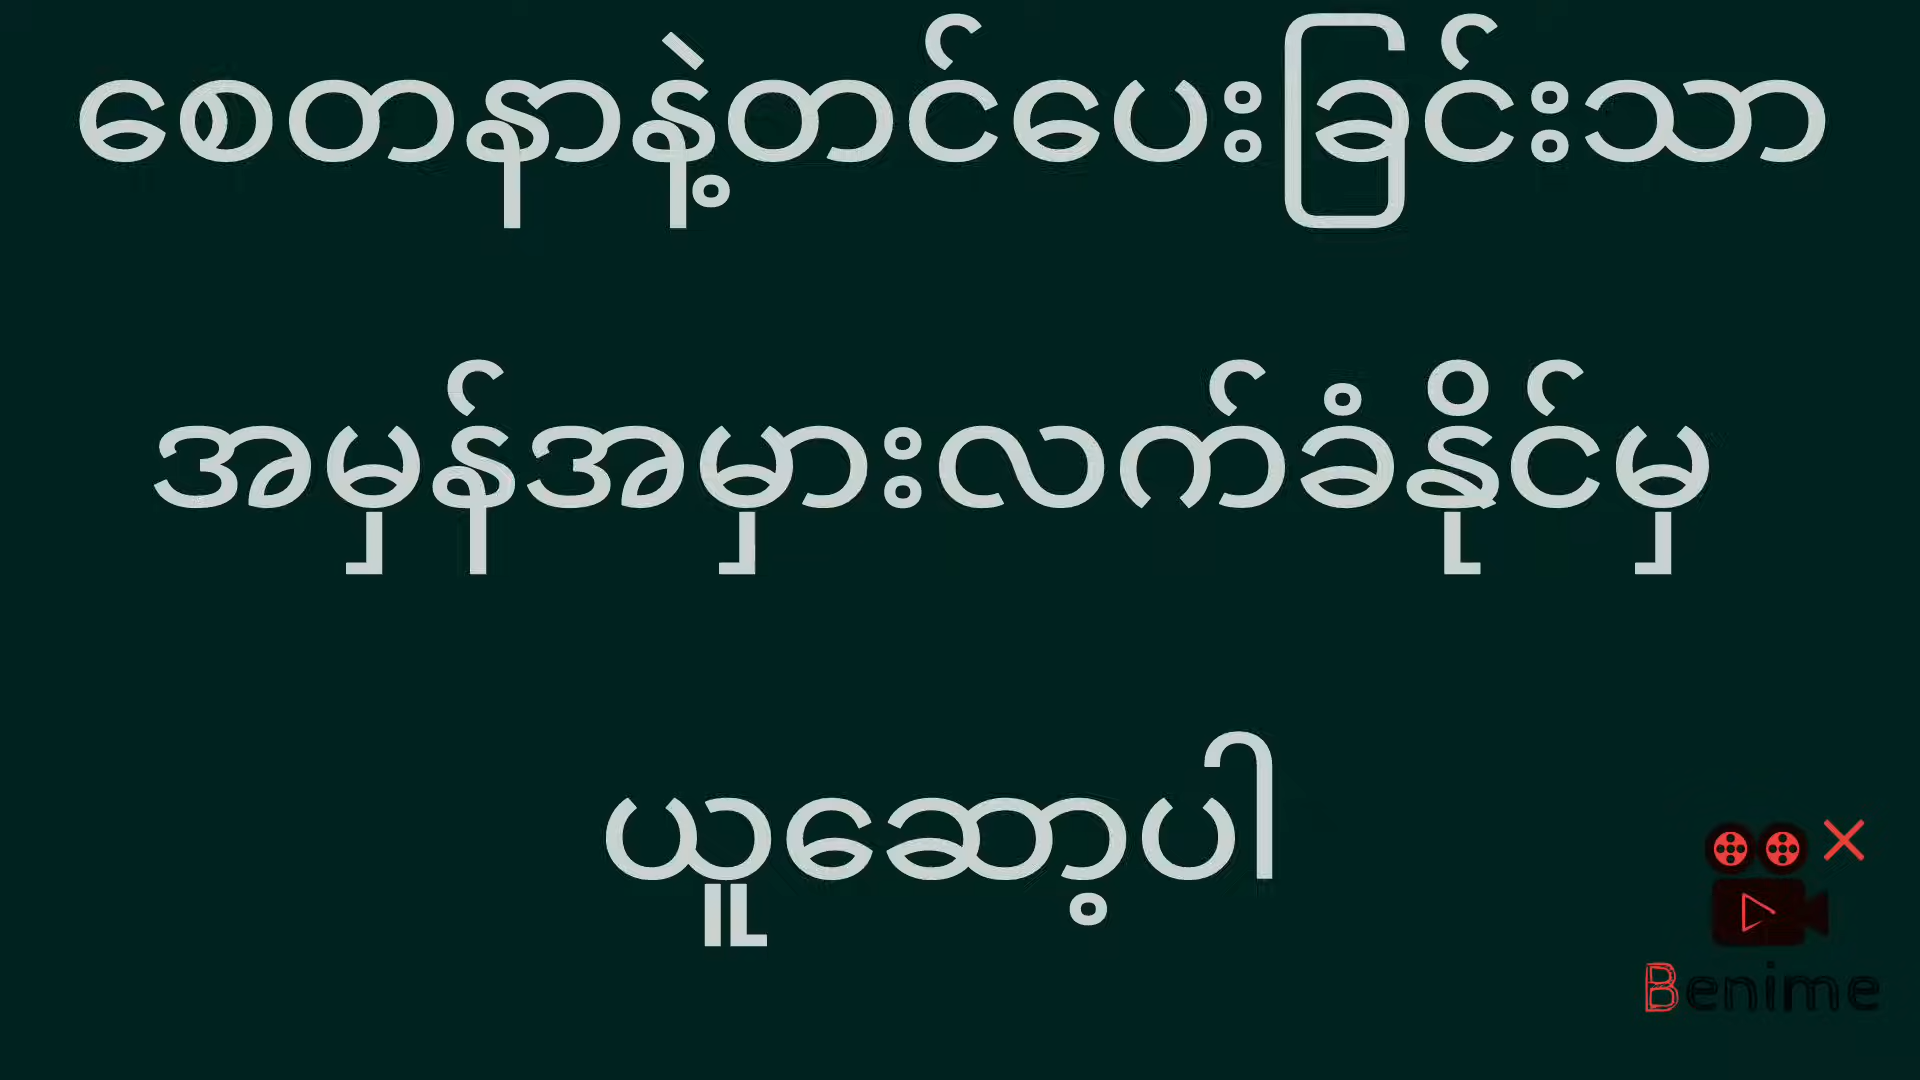 စေတနာနဲ့တင်ပေးခြင်းသာ
အမှန်အမှားလက်ခံနိုင်မှ
ယူဆော့ပါ
Benime